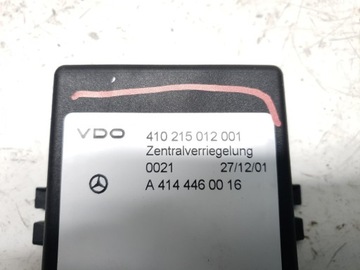 VDO 410 215 012 001
Zentralverriegelung
0021 27/12/01
A 414 446 00 16